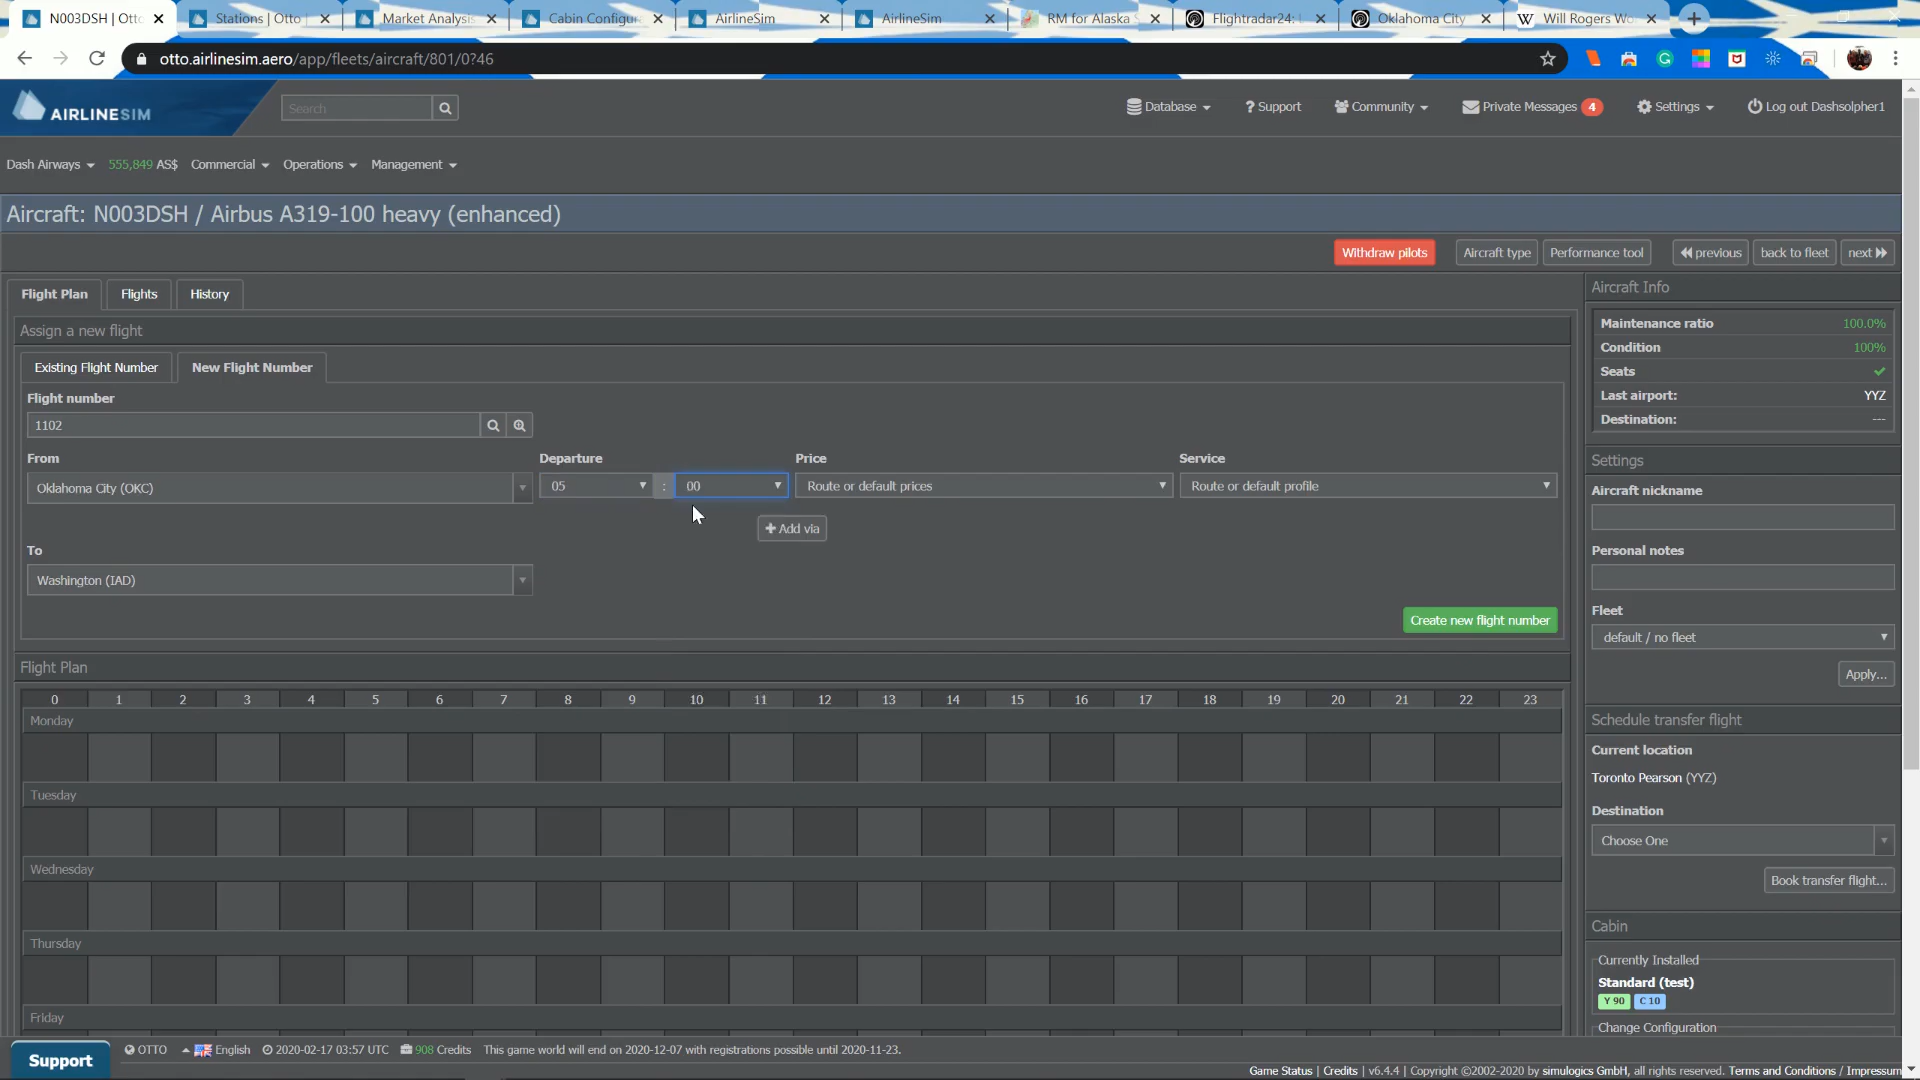 N003DSH | Otto
Stations | Otto
Market Analysis
Cabin Configur
AirlineSim
AirlineSim
RM for Alaska
Flightradar24:
Oklahoma City
Will Rogers Wo
otto.airlinesim.aero/app/fleets/aircraft/801/0?46
AIRLINESIM
Search
Database
? Support
Community
Private Messages 4
Settings
Log out Dashsolpher1
Dash Airways
555,849 AS$
Commercial
Operations
Management
Aircraft: N003DSH / Airbus A319-100 heavy (enhanced)
Withdraw pilots
Aircraft type
Performance tool
previous
back to fleet
next
Flight Plan
Flights
History
Assign a new flight
Existing Flight Number
New Flight Number
Flight number
1102
From
Departure
Price
Service
Oklahoma City (OKC)
05 : 00
Route or default prices
Route or default profile
+ Add via
To
Washington (IAD)
Create new flight number
Flight Plan
0 1 2 3 4 5 6 7 8 9 10 11 12 13 14 15 16 17 18 19 20 21 22 23
Monday
Tuesday
Wednesday
Thursday
Friday
Aircraft Info
Maintenance ratio 100.0%
Condition 100%
Seats
Last airport: YYZ
Destination: ---
Settings
Aircraft nickname
Personal notes
Fleet
default / no fleet
Apply...
Schedule transfer flight
Current location
Toronto Pearson (YYZ)
Destination
Choose One
Book transfer flight...
Cabin
Currently Installed
Standard (test)
Y 90 C 10
Change Configuration
Support
OTTO
English
2020-02-17 03:57 UTC
908 Credits
This game world will end on 2020-12-07 with registrations possible until 2020-11-23.
Game Status | Credits | v6.4.4 | Copyright ©2002-2020 by simulogics GmbH, all rights reserved. Terms and Conditions / Impressum